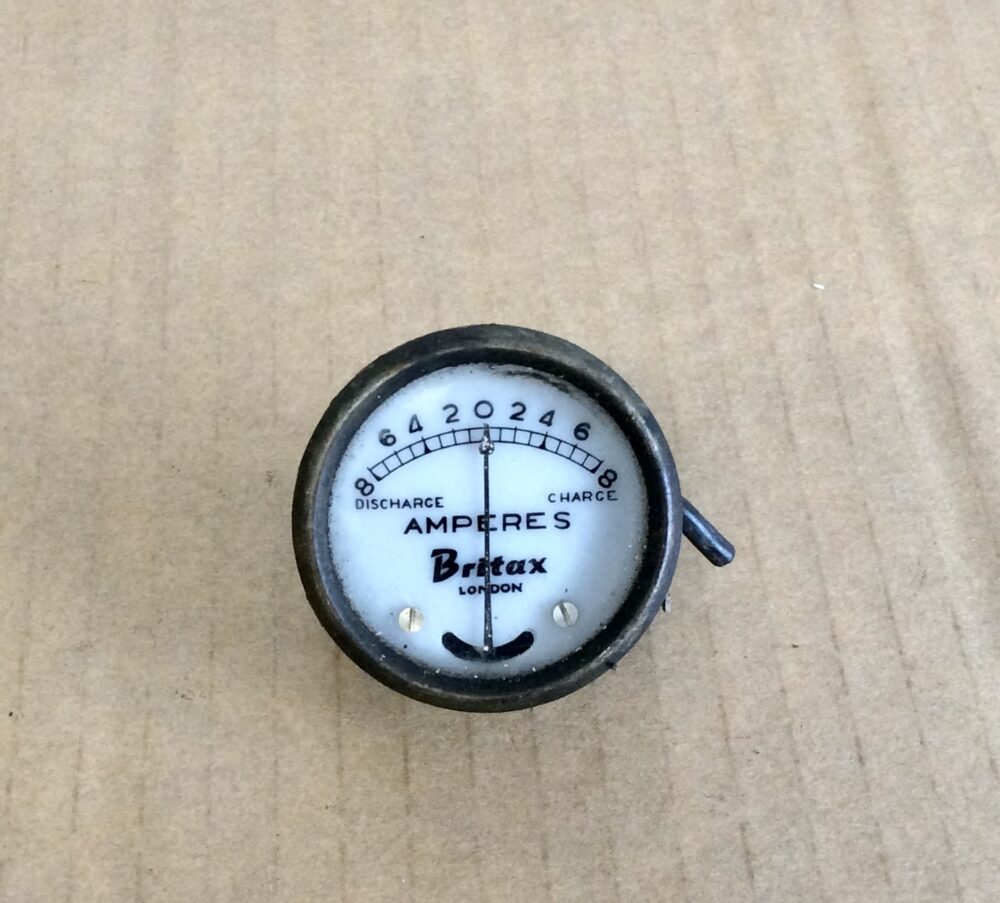 8 6 4 2 0 2 4 6 8
DISCHARGE CHARGE
AMPERES
Britax
LONDON